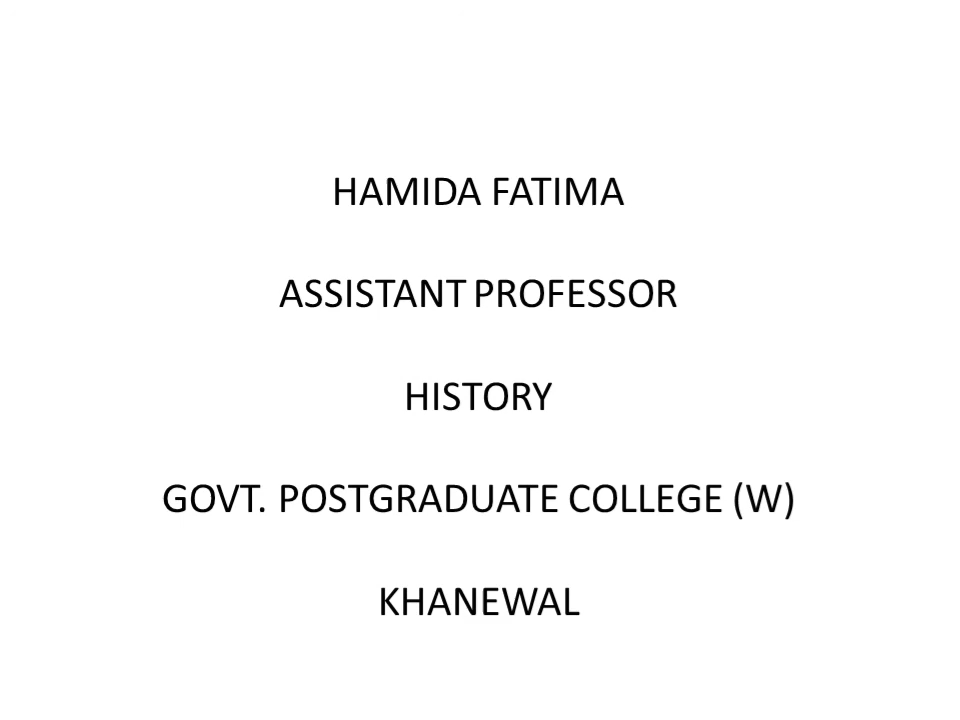 HAMIDA FATIMA
ASSISTANT PROFESSOR
HISTORY
GOVT. POSTGRADUATE COLLEGE (W)
KHANEWAL